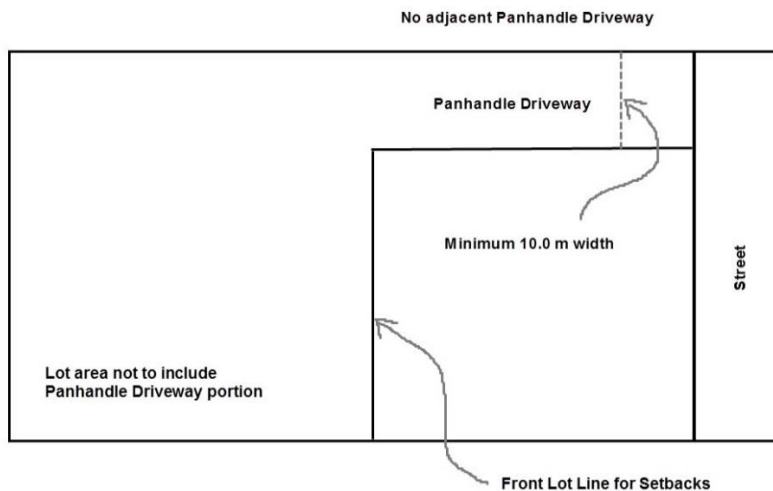 No adjacent Panhandle Driveway
Panhandle Driveway
Minimum 10.0 m width
Street
Lot area not to include
Panhandle Driveway portion
Front Lot Line for Setbacks